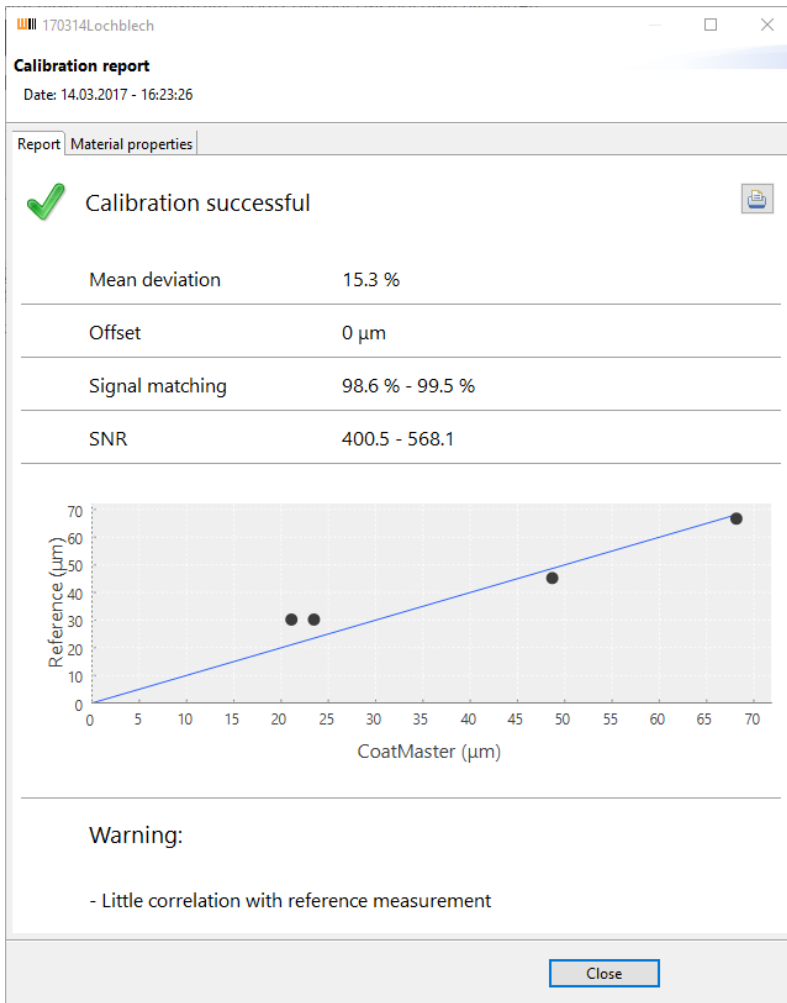 170314Lochblech
Calibration report
Date: 14.03.2017 - 16:23:26
Report Material properties
Calibration successful
Mean deviation 15.3 %
Offset 0 µm
Signal matching 98.6 % - 99.5 %
SNR 400.5 - 568.1
Reference (µm)
70
60
50
40
30
20
10
0
0 5 10 15 20 25 30 35 40 45 50 55 60 65 70
CoatMaster (µm)
Warning:
- Little correlation with reference measurement
Close